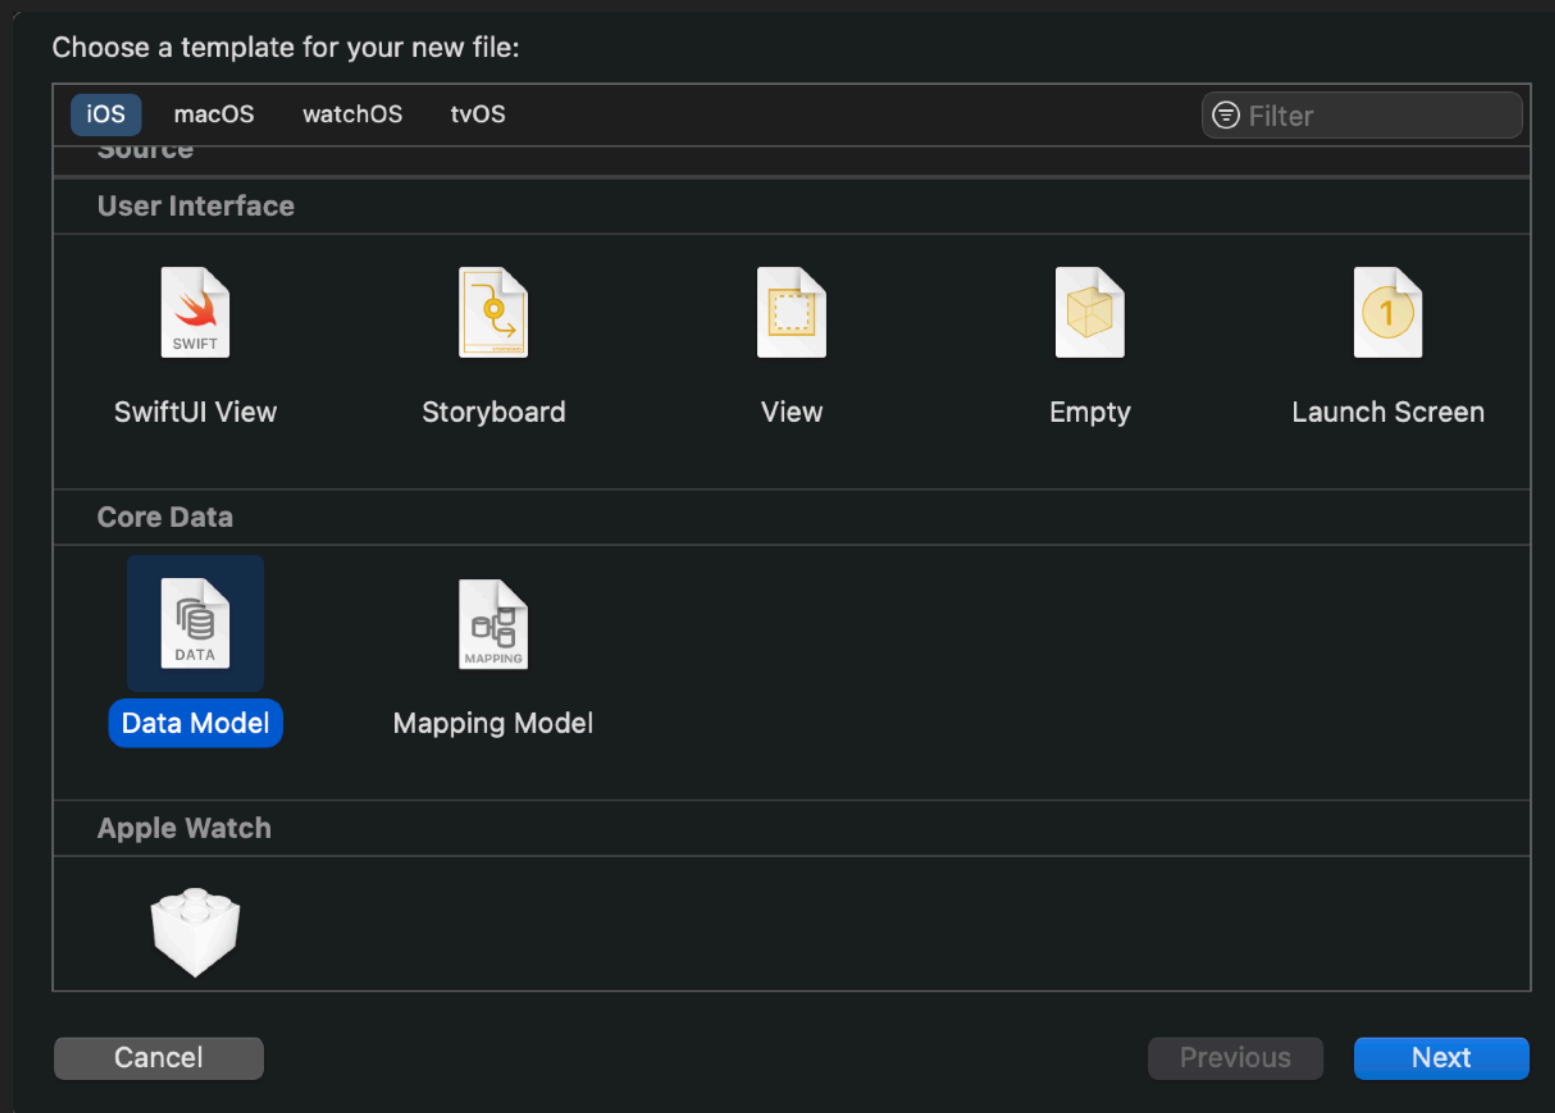 Choose a template for your new file:
iOS macOS watchOS tvOS Filter
Source
User Interface
SWIFT
SwiftUI View Storyboard View Empty 1 Launch Screen
Core Data
DATA MAPPING
Data Model Mapping Model
Apple Watch
Cancel Previous Next